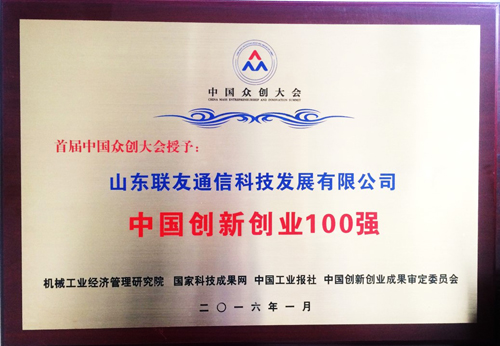 中国众创大会
CHINA MASS ENTREPRENEURSHIP AND INNOVATION SUMMIT
首届中国众创大会授予：
山东联友通信科技发展有限公司
中国创新创业100强
机械工业经济管理研究院 国家科技成果网 中国工业报社 中国创新创业成果审定委员会
二〇一六年一月